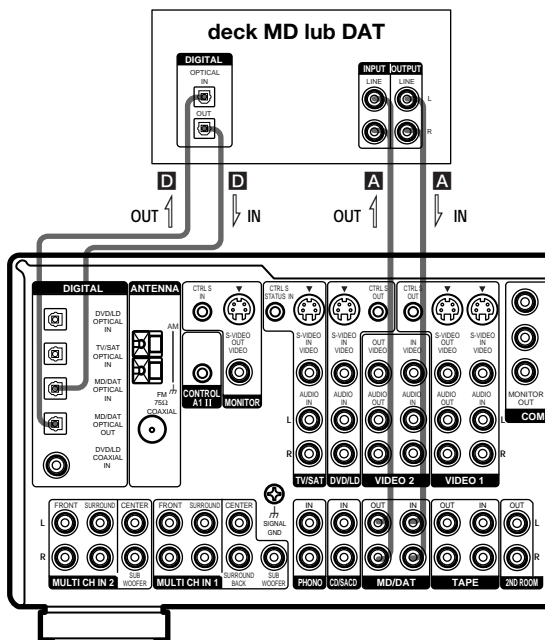 deck MD lub DAT
DIGITAL
OPTICAL
IN
OUT
INPUT OUTPUT
LINE LINE
L
R
D D A A
OUT IN OUT IN
DIGITAL
DVD/LD
OPTICAL
IN
TV/SAT
OPTICAL
IN
MD/DAT
OPTICAL
IN
MD/DAT
OPTICAL
OUT
DVD/LD
COAXIAL
IN
ANTENNA
AM
FM
75Ω
COAXIAL
CTRL S
IN
CONTROL
A1 II
S-VIDEO
OUT
VIDEO
MONITOR
CTRL S
STATUS IN
S-VIDEO
IN
VIDEO
AUDIO
IN
TV/SAT
S-VIDEO
IN
VIDEO
AUDIO
IN
DVD/LD
CTRL S
OUT
OUT
VIDEO
AUDIO
OUT
CTRL S
OUT
IN
VIDEO
AUDIO
IN
VIDEO 2
S-VIDEO
OUT
VIDEO
AUDIO
OUT
S-VIDEO
IN
VIDEO
AUDIO
IN
VIDEO 1
L
R
L
R
MONITOR
OUT
COM
SIGNAL
GND
FRONT SURROUND CENTER
L
R
SUB
WOOFER
MULTI CH IN 2
FRONT SURROUND CENTER
MULTI CH IN 1
SURROUND
BACK
SUB
WOOFER
L
R
IN
PHONO
IN
CD/SACD
OUT IN
MD/DAT
OUT IN
TAPE
OUT
2ND ROOM